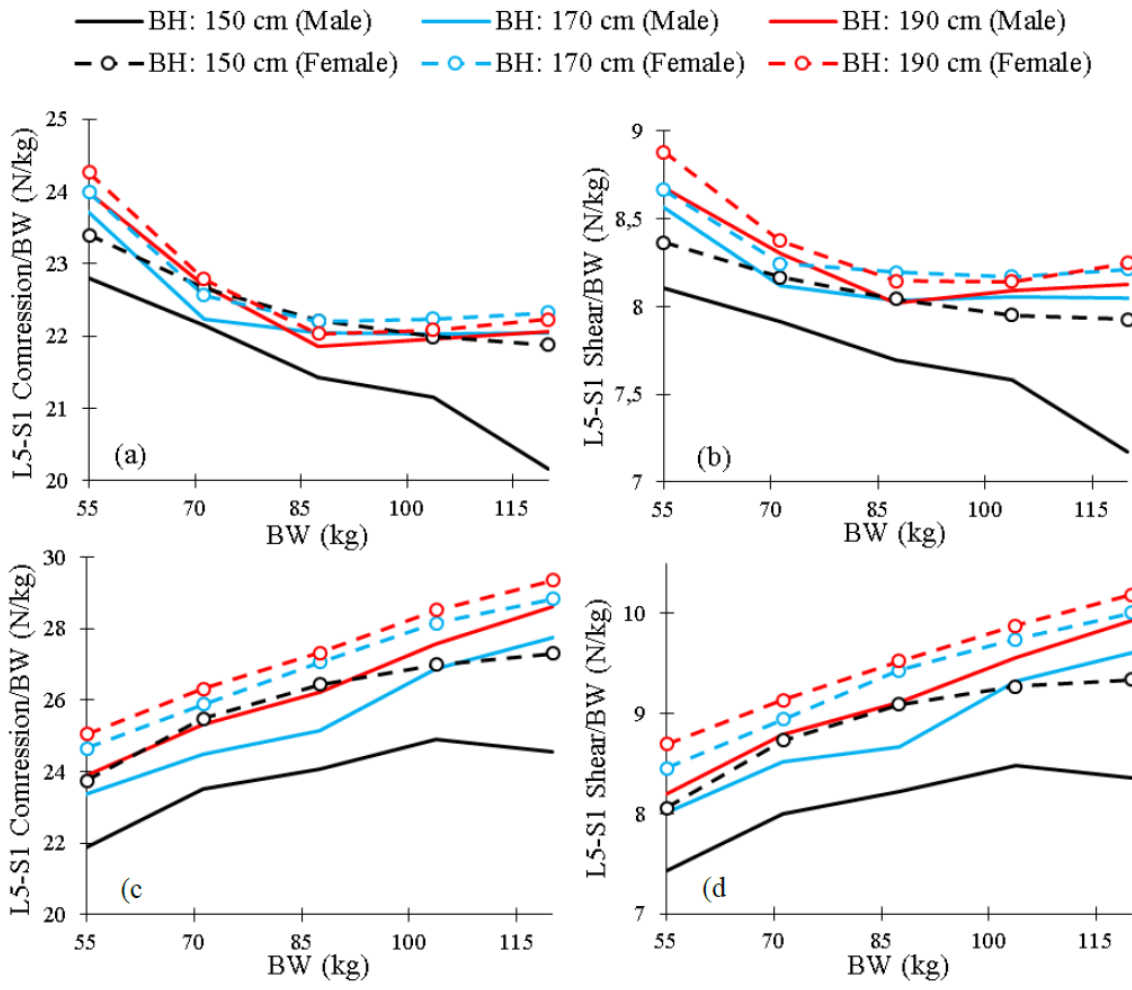 BH: 150 cm (Male) BH: 170 cm (Male) BH: 190 cm (Male)
BH: 150 cm (Female) BH: 170 cm (Female) BH: 190 cm (Female)
L5-S1 Comression/BW (N/kg)
25
24
23
22
21
20
(a)
55 70 85 100 115
BW (kg)
L5-S1 Shear/BW (N/kg)
9
8,5
8
7,5
7
(b)
55 70 85 100 115
BW (kg)
L5-S1 Comression/BW (N/kg)
30
28
26
24
22
20
(c
55 70 85 100 115
BW (kg)
L5-S1 Shear/BW (N/kg)
10
9
8
7
(d
55 70 85 100 115
BW (kg)